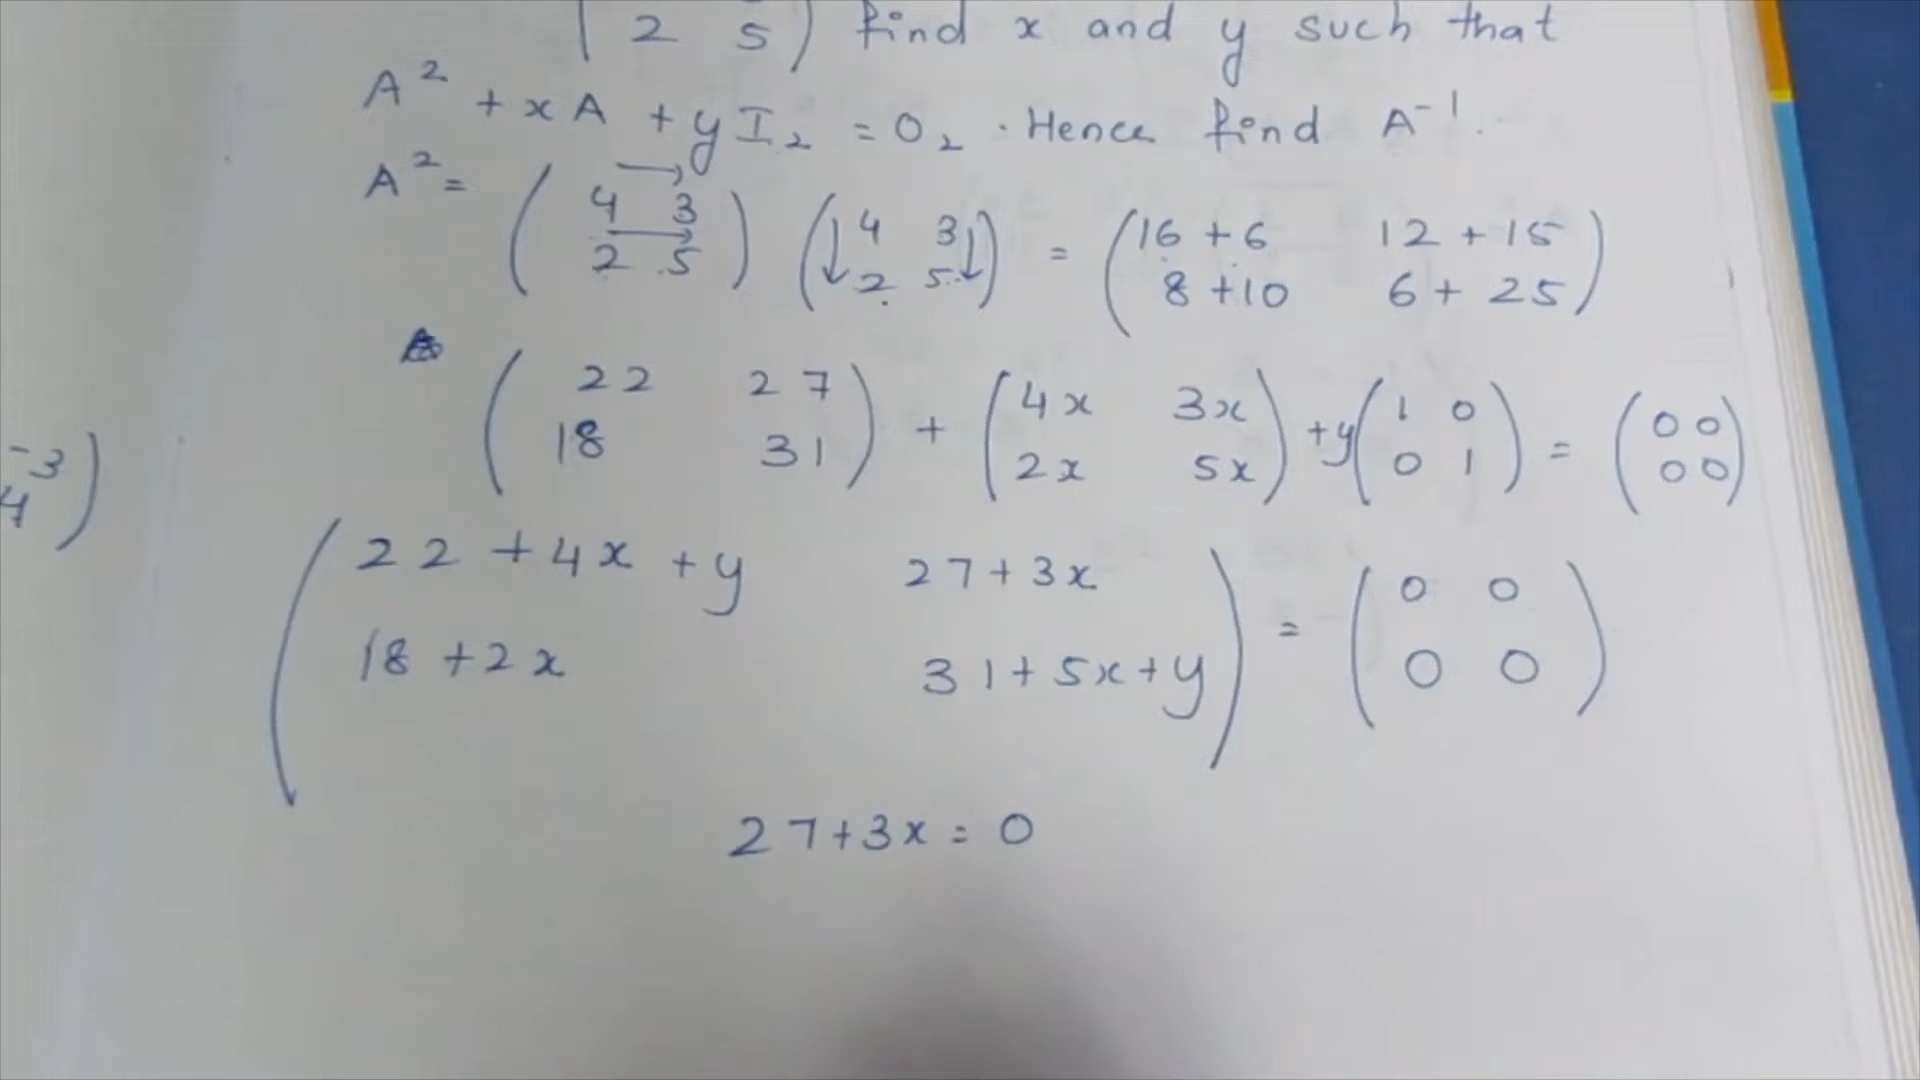 ( 2 5 ) find x and y such that
A² + x A + y I₂ = O₂ . Hence find A⁻¹.
A² = ( 4 3
2 5 ) ( 4 3
2 5 ) = ( 16 + 6 12 + 15
8 + 10 6 + 25 )
( 22 27
18 31 ) + ( 4x 3x
2x 5x ) + y ( 1 0
0 1 ) = ( 0 0
0 0 )
-3
4 )
( 22 + 4x + y 27 + 3x
18 + 2x 31 + 5x + y ) = ( 0 0
0 0 )
27 + 3x = 0